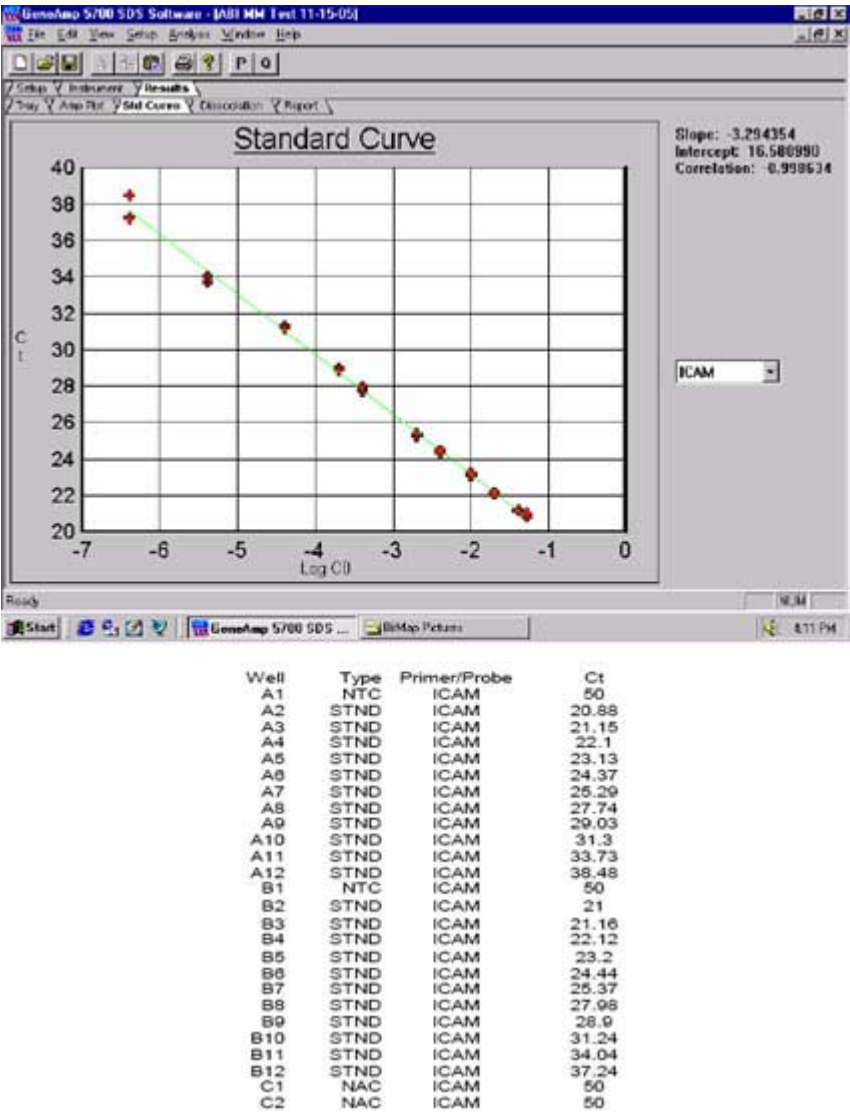 GeneAmp 5700 SDS Software - [ABI MM Test 11-15-05]
File Edit View Setup Analysis Window Help
P Q
Setup Instrument Results
Tray Amp Plot Std Curve Dissociation Report
Standard Curve
Slope: -3.294354
Intercept: 16.580990
Correlation: -0.998634
40
38
36
34
32
30
28
26
24
22
20
Ct
-7 -6 -5 -4 -3 -2 -1 0
Log C0
ICAM
Ready
NUM
Start GeneAmp 5700 SDS ... BitMap Pictures 4:11 PM
Well Type Primer/Probe Ct
A1 NTC ICAM 50
A2 STND ICAM 20.88
A3 STND ICAM 21.15
A4 STND ICAM 22.1
A5 STND ICAM 23.13
A6 STND ICAM 24.37
A7 STND ICAM 25.29
A8 STND ICAM 27.74
A9 STND ICAM 29.03
A10 STND ICAM 31.3
A11 STND ICAM 33.73
A12 STND ICAM 38.48
B1 NTC ICAM 50
B2 STND ICAM 21
B3 STND ICAM 21.16
B4 STND ICAM 22.12
B5 STND ICAM 23.2
B6 STND ICAM 24.44
B7 STND ICAM 25.37
B8 STND ICAM 27.98
B9 STND ICAM 28.9
B10 STND ICAM 31.24
B11 STND ICAM 34.04
B12 STND ICAM 37.24
C1 NAC ICAM 50
C2 NAC ICAM 50